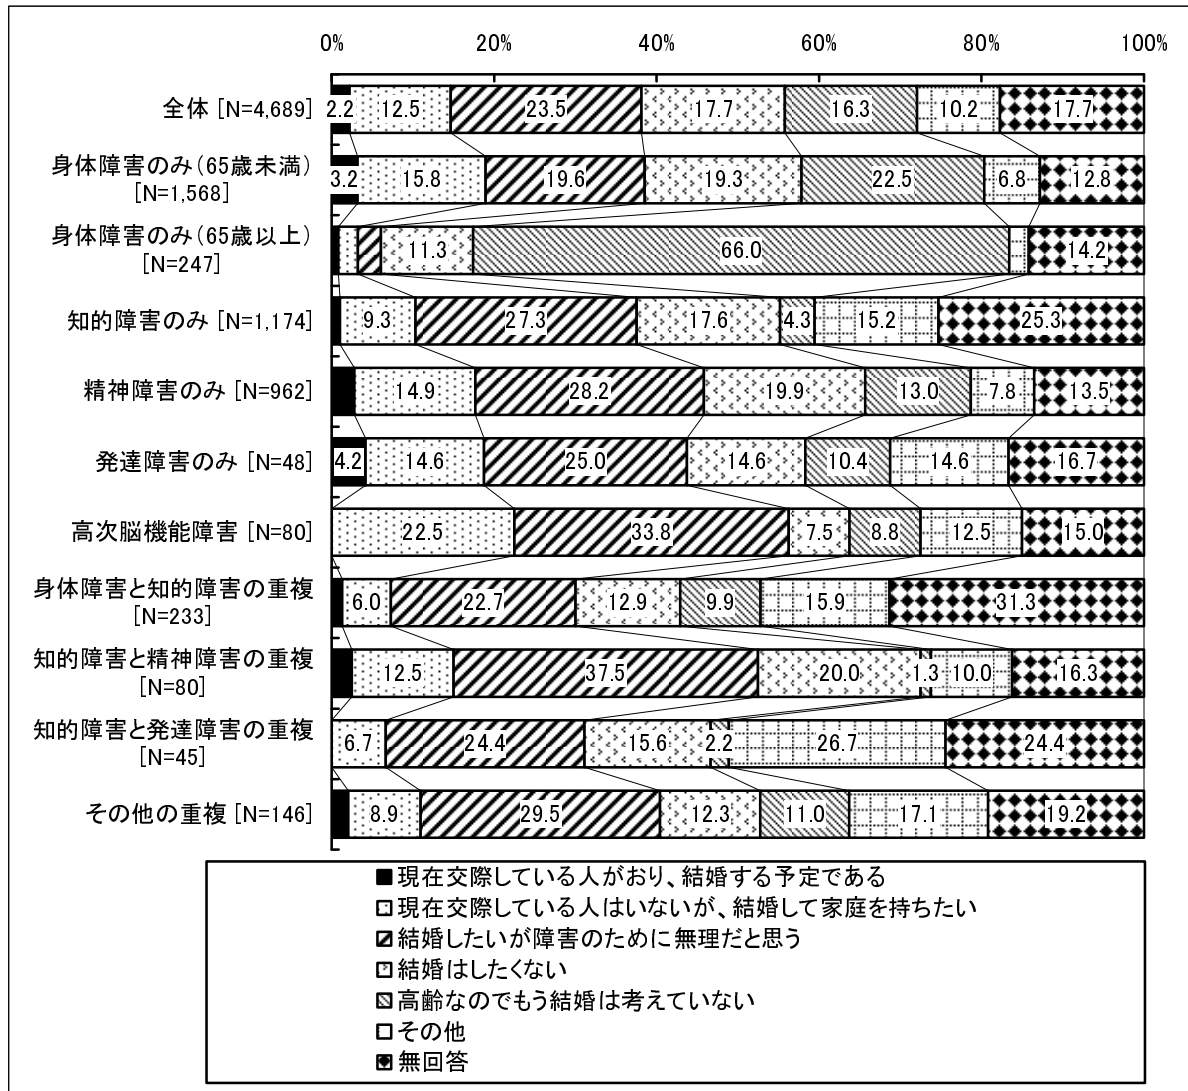 0% 20% 40% 60% 80% 100%
全体 [N=4,689] 2.2 12.5 23.5 17.7 16.3 10.2 17.7
身体障害のみ(65歳未満)
[N=1,568] 3.2 15.8 19.6 19.3 22.5 6.8 12.8
身体障害のみ(65歳以上)
[N=247] 11.3 66.0 14.2
知的障害のみ [N=1,174] 9.3 27.3 17.6 4.3 15.2 25.3
精神障害のみ [N=962] 14.9 28.2 19.9 13.0 7.8 13.5
発達障害のみ [N=48] 4.2 14.6 25.0 14.6 10.4 14.6 16.7
高次脳機能障害 [N=80] 22.5 33.8 7.5 8.8 12.5 15.0
身体障害と知的障害の重複
[N=233] 6.0 22.7 12.9 9.9 15.9 31.3
知的障害と精神障害の重複
[N=80] 12.5 37.5 20.0 1.3 10.0 16.3
知的障害と発達障害の重複
[N=45] 6.7 24.4 15.6 2.2 26.7 24.4
その他の重複 [N=146] 8.9 29.5 12.3 11.0 17.1 19.2
現在交際している人がおり、結婚する予定である
現在交際している人はいないが、結婚して家庭を持ちたい
結婚したいが障害のために無理だと思う
結婚はしたくない
高齢なのでもう結婚は考えていない
その他
無回答